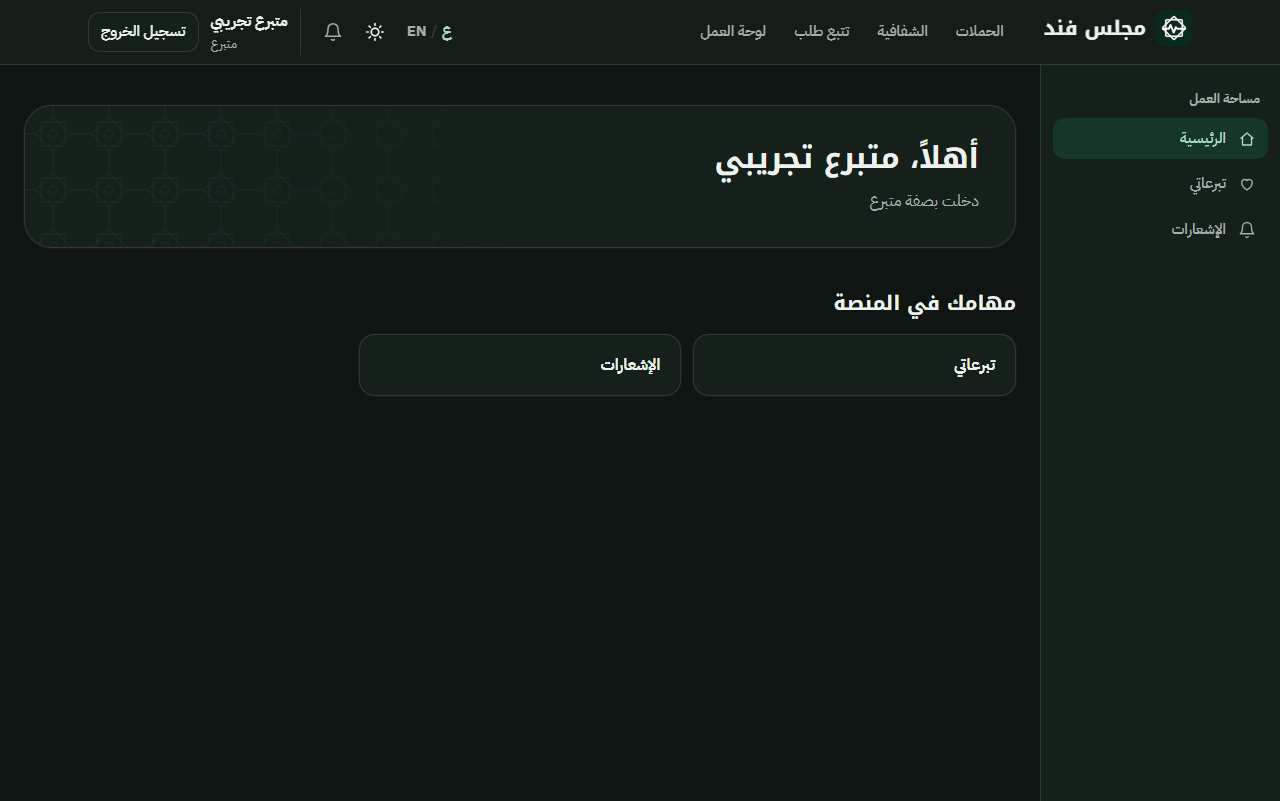 مجلس فند
الحملات
الشفافية
تتبع طلب
لوحة العمل
ع / EN
متبرع تجريبي
متبرع
تسجيل الخروج
مساحة العمل
الرئيسية
تبرعاتي
الإشعارات
أهلاً، متبرع تجريبي
دخلت بصفة متبرع
مهامك في المنصة
تبرعاتي
الإشعارات